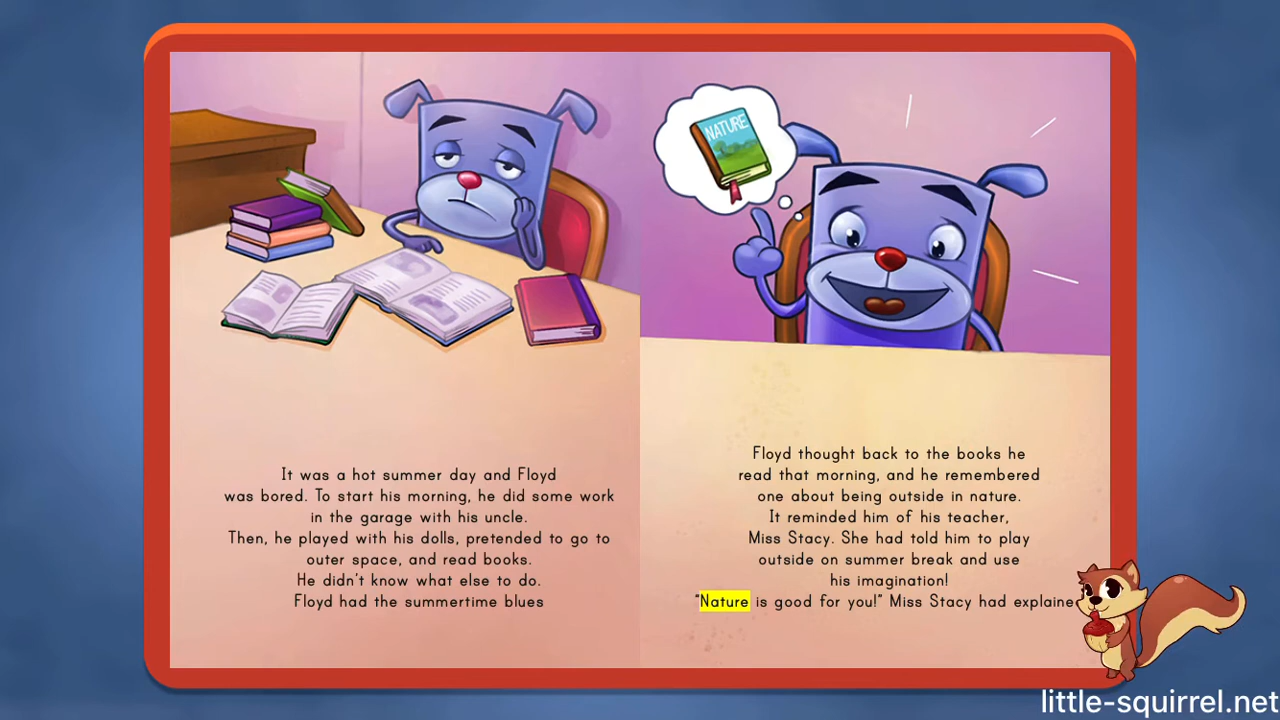 NATURE
It was a hot summer day and Floyd
was bored. To start his morning, he did some work
in the garage with his uncle.
Then, he played with his dolls, pretended to go to
outer space, and read books.
He didn't know what else to do.
Floyd had the summertime blues
Floyd thought back to the books he
read that morning, and he remembered
one about being outside in nature.
It reminded him of his teacher,
Miss Stacy. She had told him to play
outside on summer break and use
his imagination!
"Nature is good for you!" Miss Stacy had explaine
little-squirrel.net